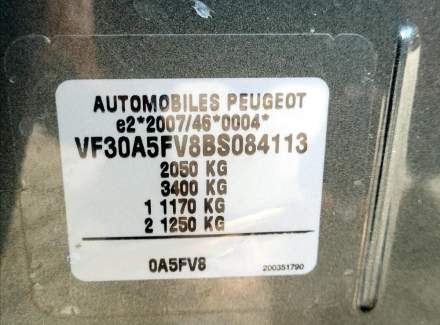 AUTOMOBILES PEUGEOT
e2*2007/46*0004*
VF30A5FV8BS084113
2050 KG
3400 KG
1 1170 KG
2 1250 KG
0A5FV8
200351790